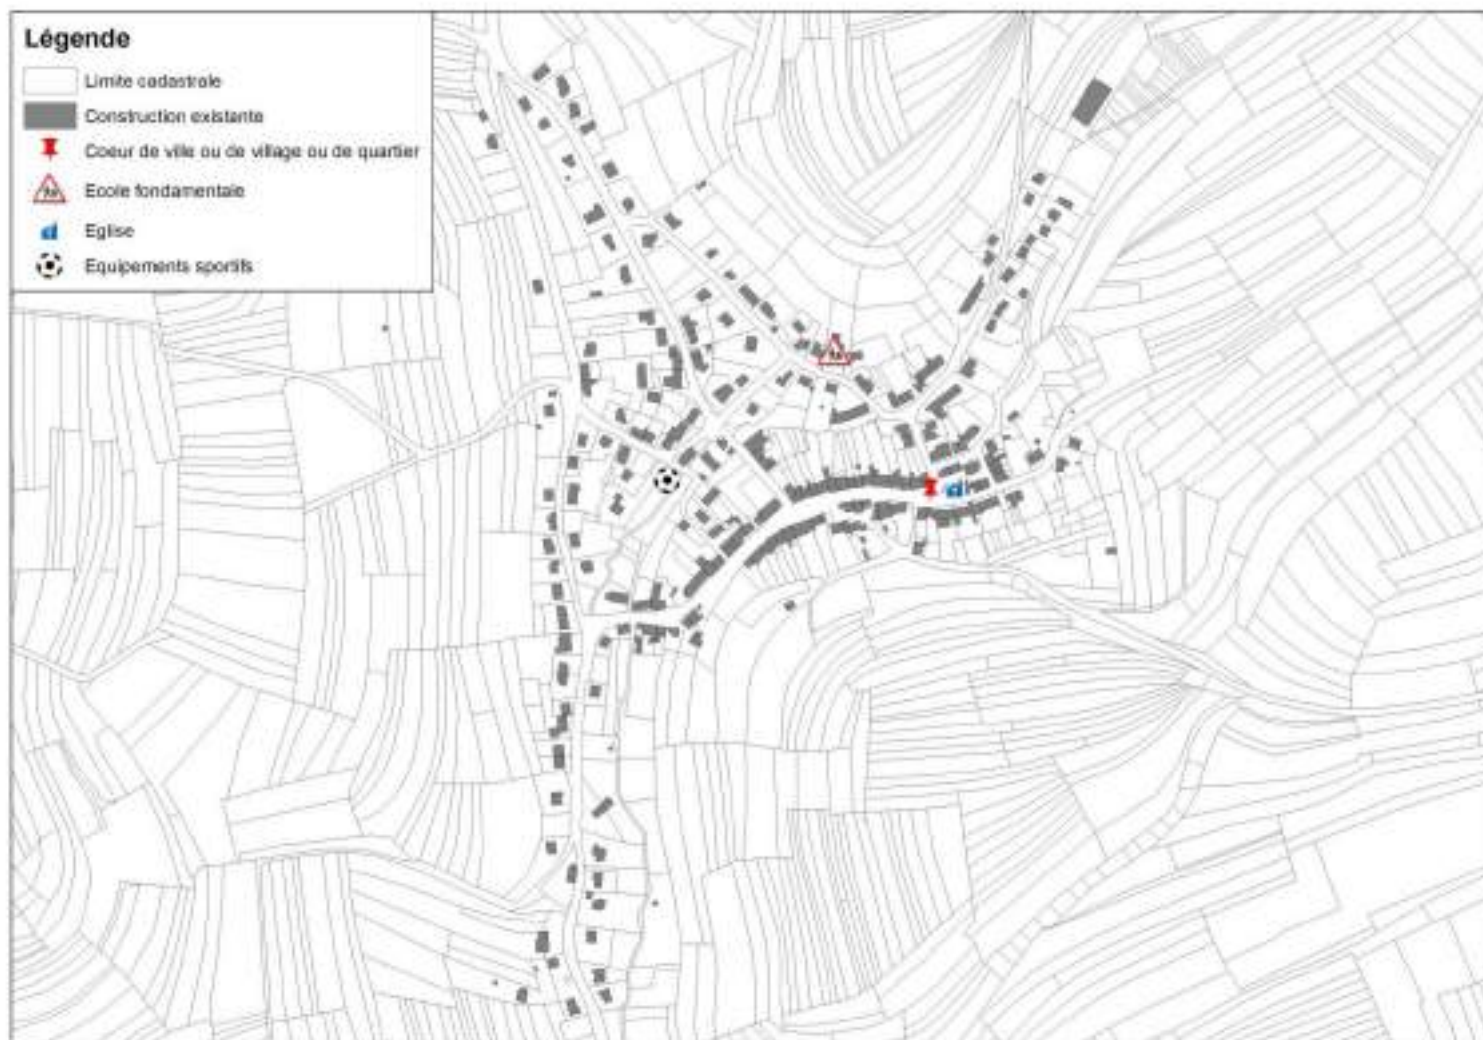 Légende
Limite cadastrale
Construction existante
Coeur de ville ou de village ou de quartier
Ecole fondamentale
Eglise
Equipements sportifs